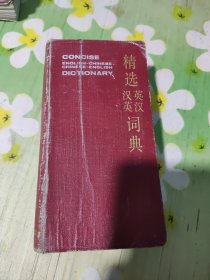 CONCISE
ENGLISH-CHINESE
CHINESE-ENGLISH
DICTIONARY
精选
英汉
汉英
词典